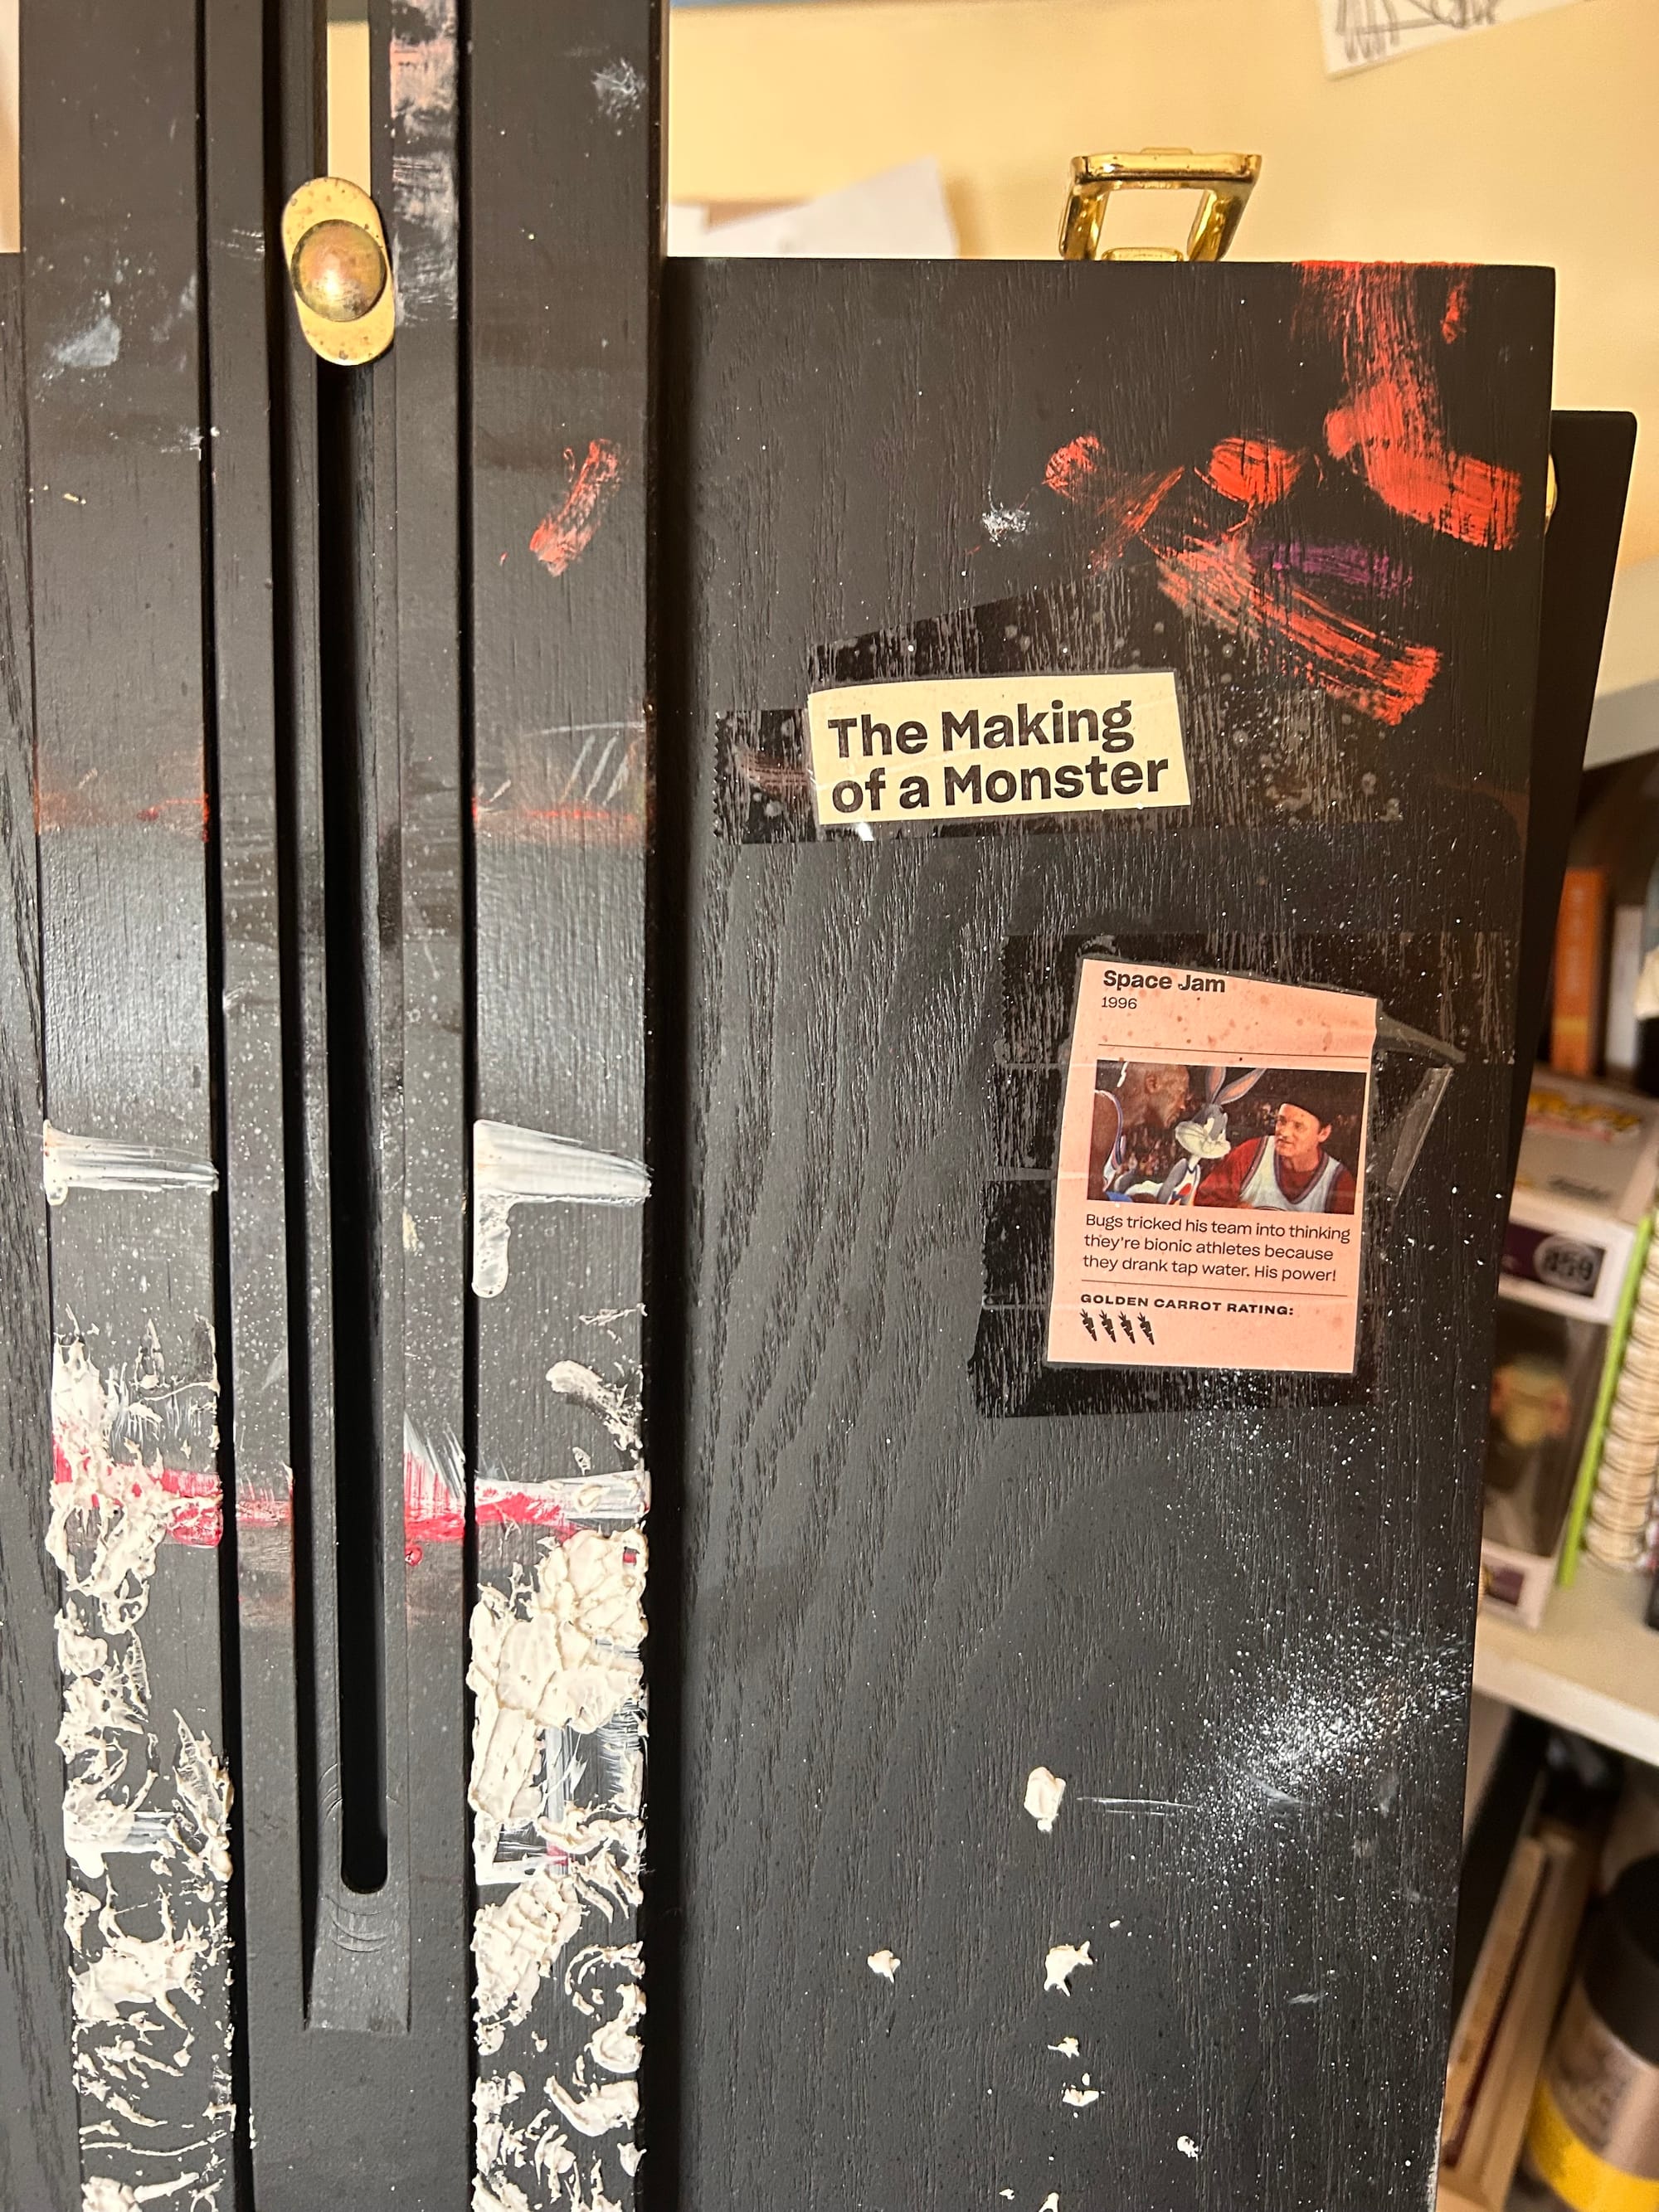 The Making
of a Monster
Space Jam
1996
Bugs tricked his team into thinking
they're bionic athletes because
they drank tap water. His power!
GOLDEN CARROT RATING:
859